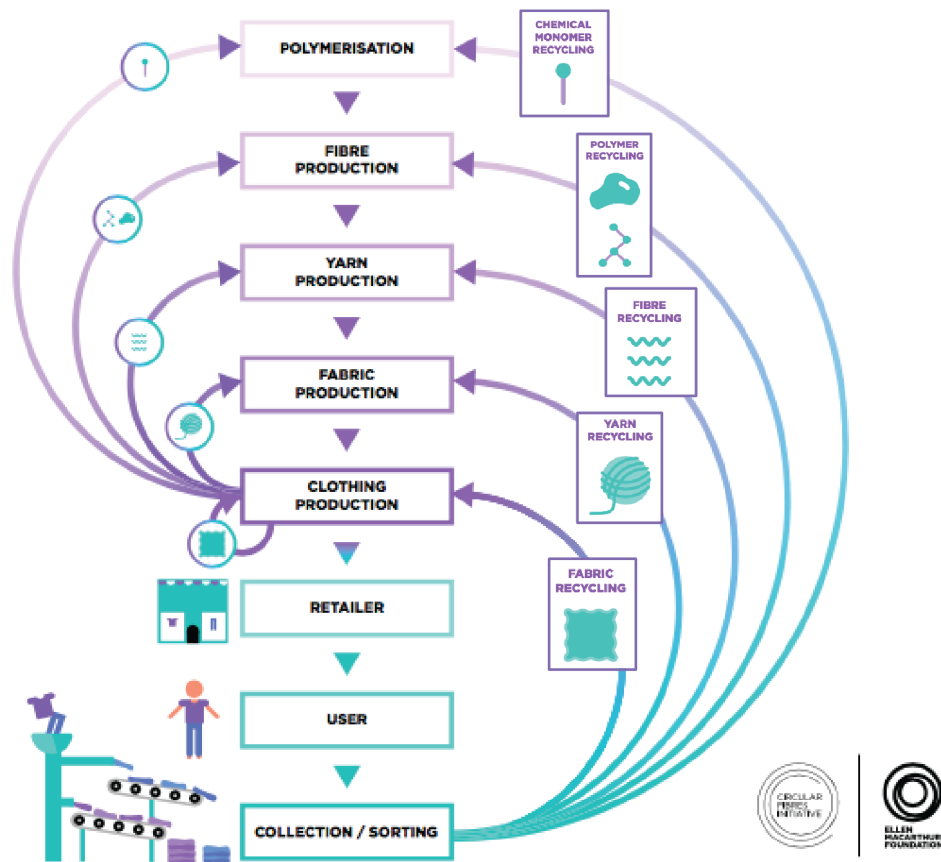 POLYMERISATION
CHEMICAL
MONOMER
RECYCLING
FIBRE
PRODUCTION
POLYMER
RECYCLING
YARN
PRODUCTION
FIBRE
RECYCLING
FABRIC
PRODUCTION
YARN
RECYCLING
CLOTHING
PRODUCTION
FABRIC
RECYCLING
RETAILER
USER
COLLECTION / SORTING
CIRCULAR
FIBRES
INITIATIVE
ELLEN
MACARTHUR
FOUNDATION